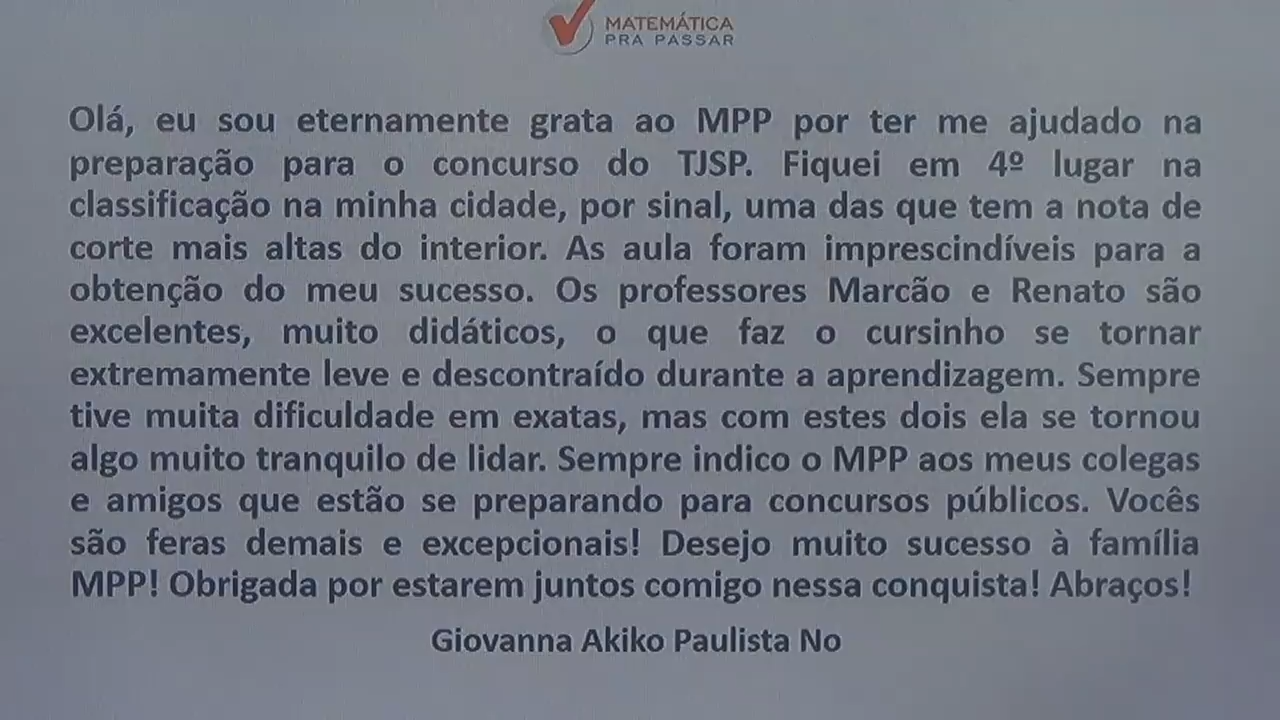 MATEMÁTICA
PRA PASSAR
Olá, eu sou eternamente grata ao MPP por ter me ajudado na
preparação para o concurso do TJSP. Fiquei em 4º lugar na
classificação na minha cidade, por sinal, uma das que tem a nota de
corte mais altas do interior. As aula foram imprescindíveis para a
obtenção do meu sucesso. Os professores Marcão e Renato são
excelentes, muito didáticos, o que faz o cursinho se tornar
extremamente leve e descontraído durante a aprendizagem. Sempre
tive muita dificuldade em exatas, mas com estes dois ela se tornou
algo muito tranquilo de lidar. Sempre indico o MPP aos meus colegas
e amigos que estão se preparando para concursos públicos. Vocês
são feras demais e excepcionais! Desejo muito sucesso à família
MPP! Obrigada por estarem juntos comigo nessa conquista! Abraços!
Giovanna Akiko Paulista No